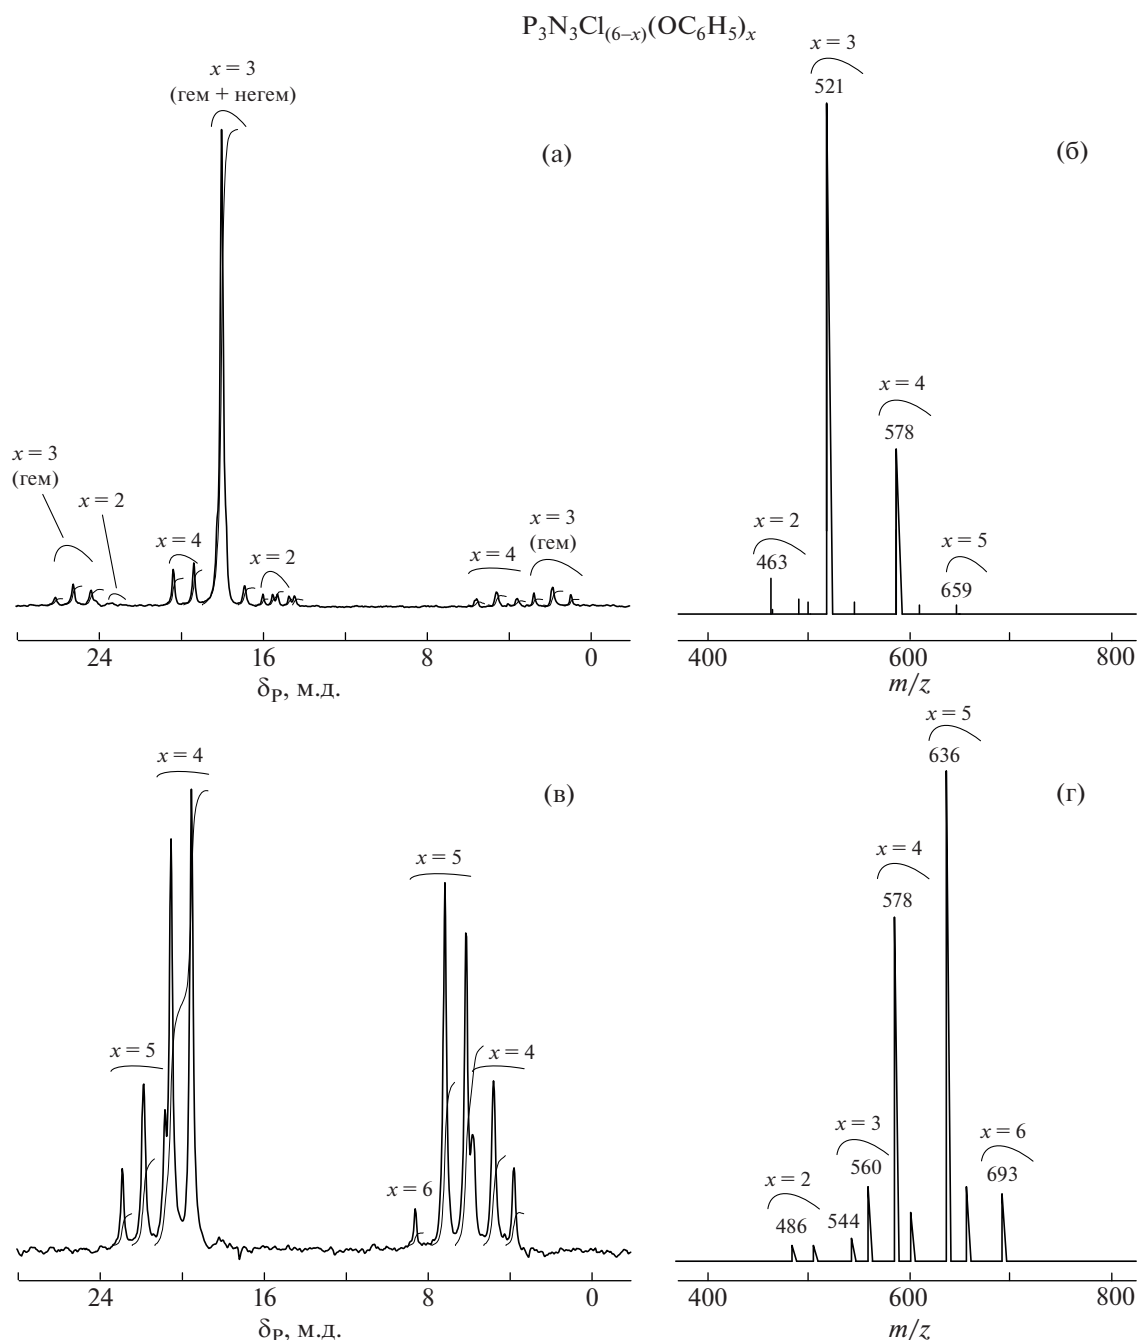 P₃N₃Cl₍₆₋ₓ₎(OC₆H₅)ₓ
x = 3
(гем + негем)
(а)
x = 3
(гем)
x = 2
x = 4
x = 2
x = 4
x = 3
(гем)
24 16 8 0
δP, м.д.
x = 3
521
(б)
x = 4
578
x = 2
463
x = 5
659
400 600 800
m/z
x = 4
(в)
x = 5
x = 5
x = 4
x = 6
24 16 8 0
δP, м.д.
x = 5
636
(г)
x = 4
578
x = 3
560
x = 2
486
544
x = 6
693
400 600 800
m/z